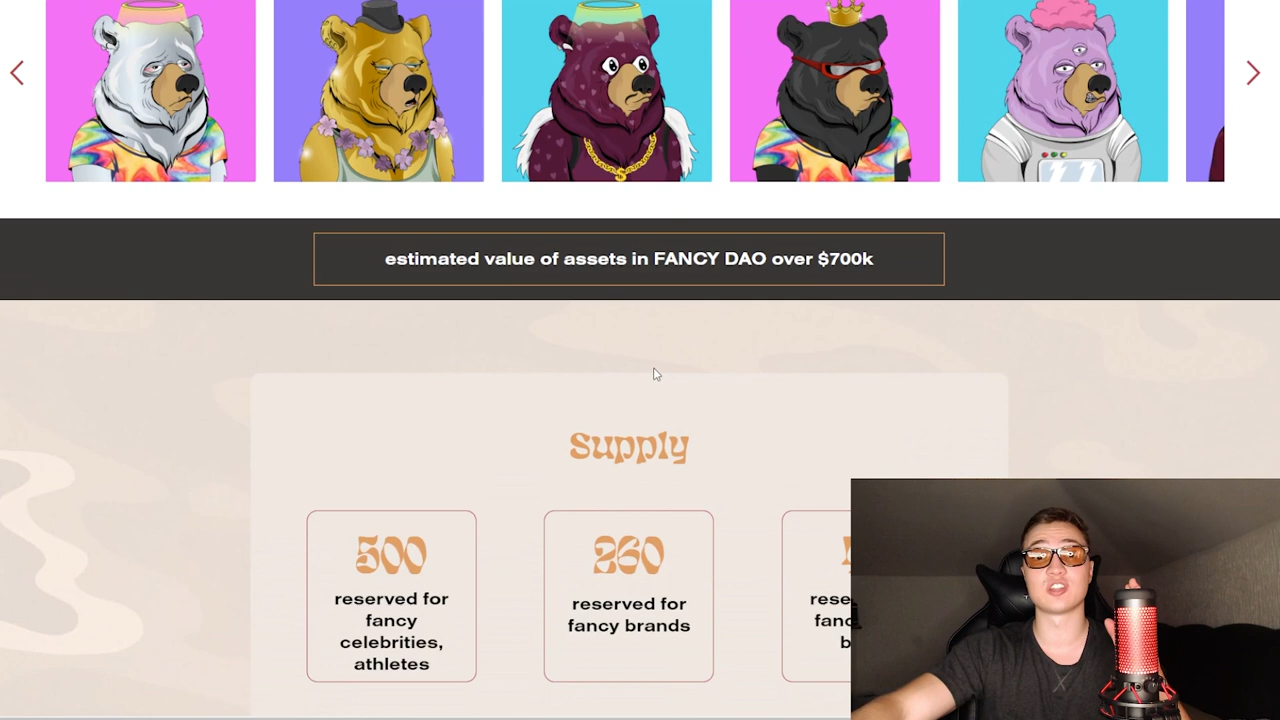 estimated value of assets in FANCY DAO over $700k
Supply
500
reserved for
fancy
celebrities,
athletes
260
reserved for
fancy brands